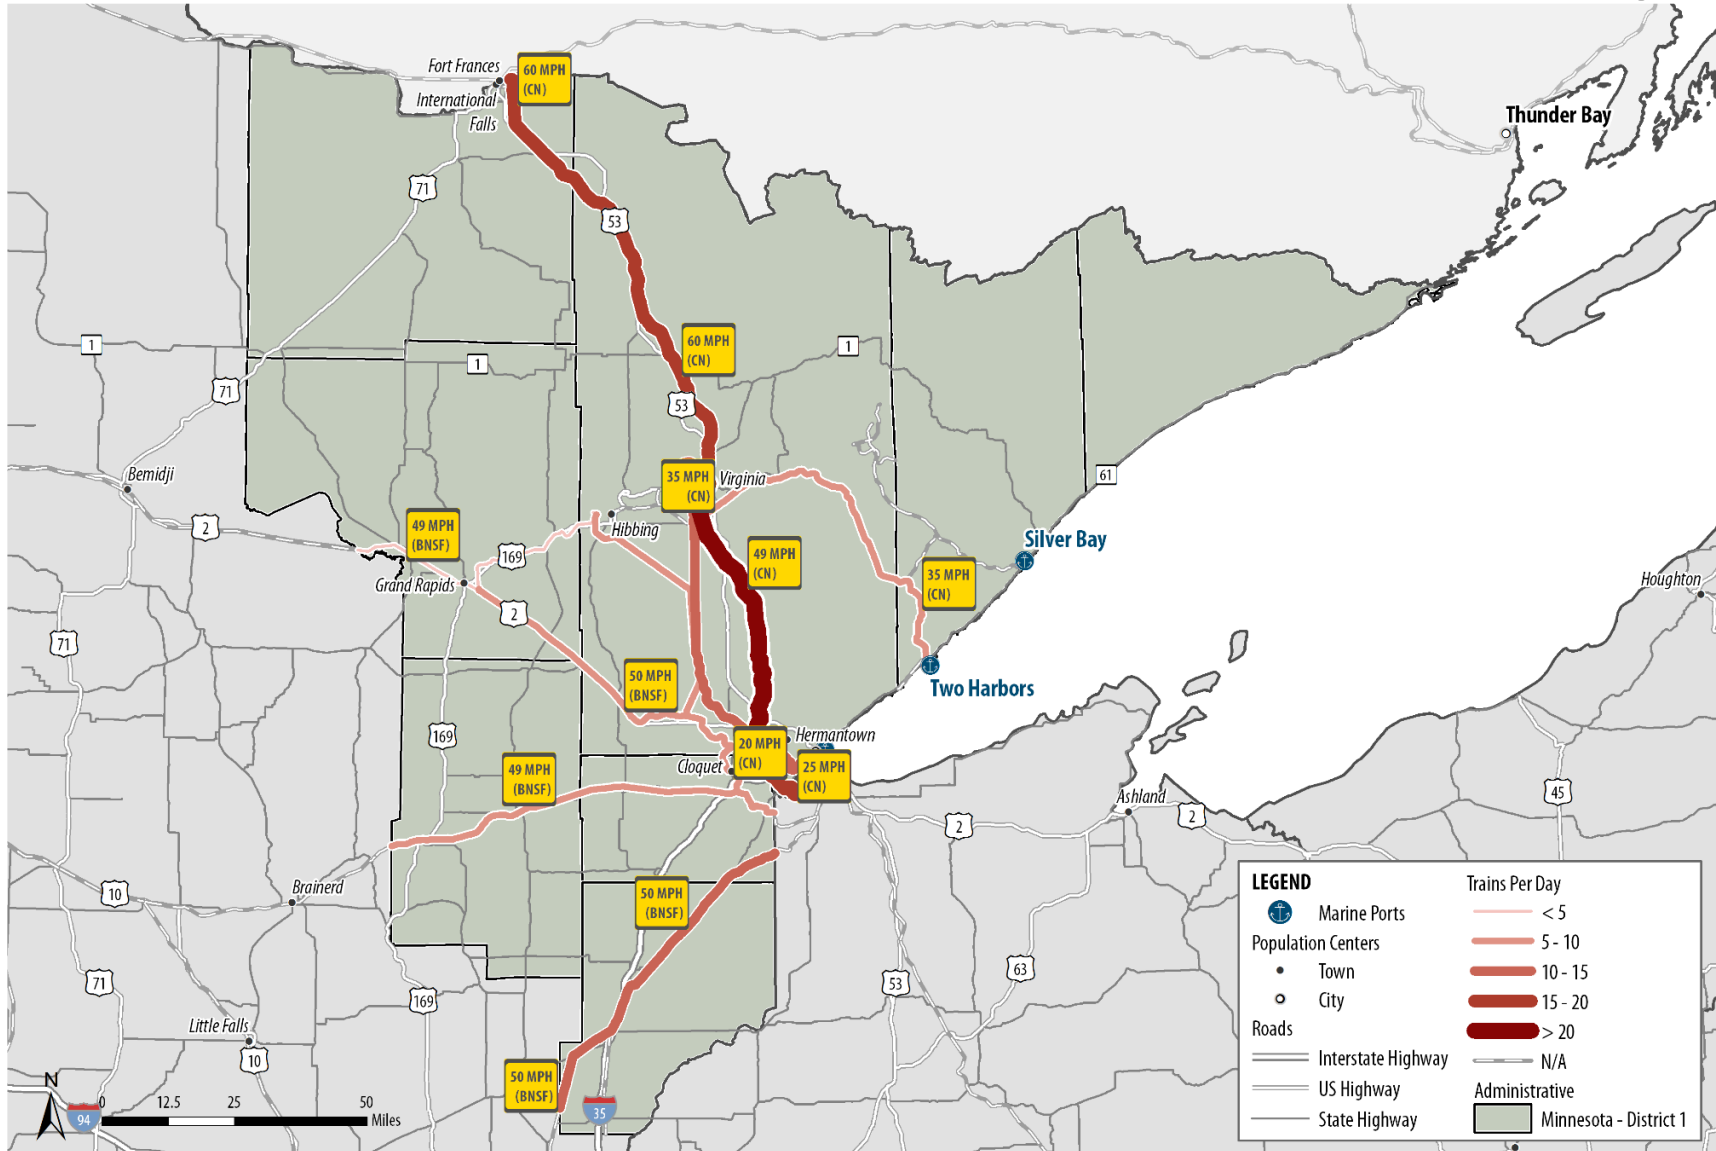 Fort Frances
International
Falls
60 MPH
(CN)
Thunder Bay
71
53
1
1
1
60 MPH
(CN)
71
53
Bemidji
35 MPH
(CN)
Virginia
61
2
49 MPH
(BNSF)
Hibbing
169
49 MPH
(CN)
Silver Bay
Grand Rapids
35 MPH
(CN)
Houghton
2
71
50 MPH
(BNSF)
Two Harbors
169
Hermantown
20 MPH
(CN)
Cloquet
25 MPH
(CN)
49 MPH
(BNSF)
Ashland
45
2
2
Brainerd
10
50 MPH
(BNSF)
71
169
53
63
Little Falls
10
50 MPH
(BNSF)
35
N
94
0
12.5
25
50
Miles
LEGEND
Marine Ports
Population Centers
Town
City
Roads
Interstate Highway
US Highway
State Highway
Trains Per Day
< 5
5 - 10
10 - 15
15 - 20
> 20
N/A
Administrative
Minnesota - District 1